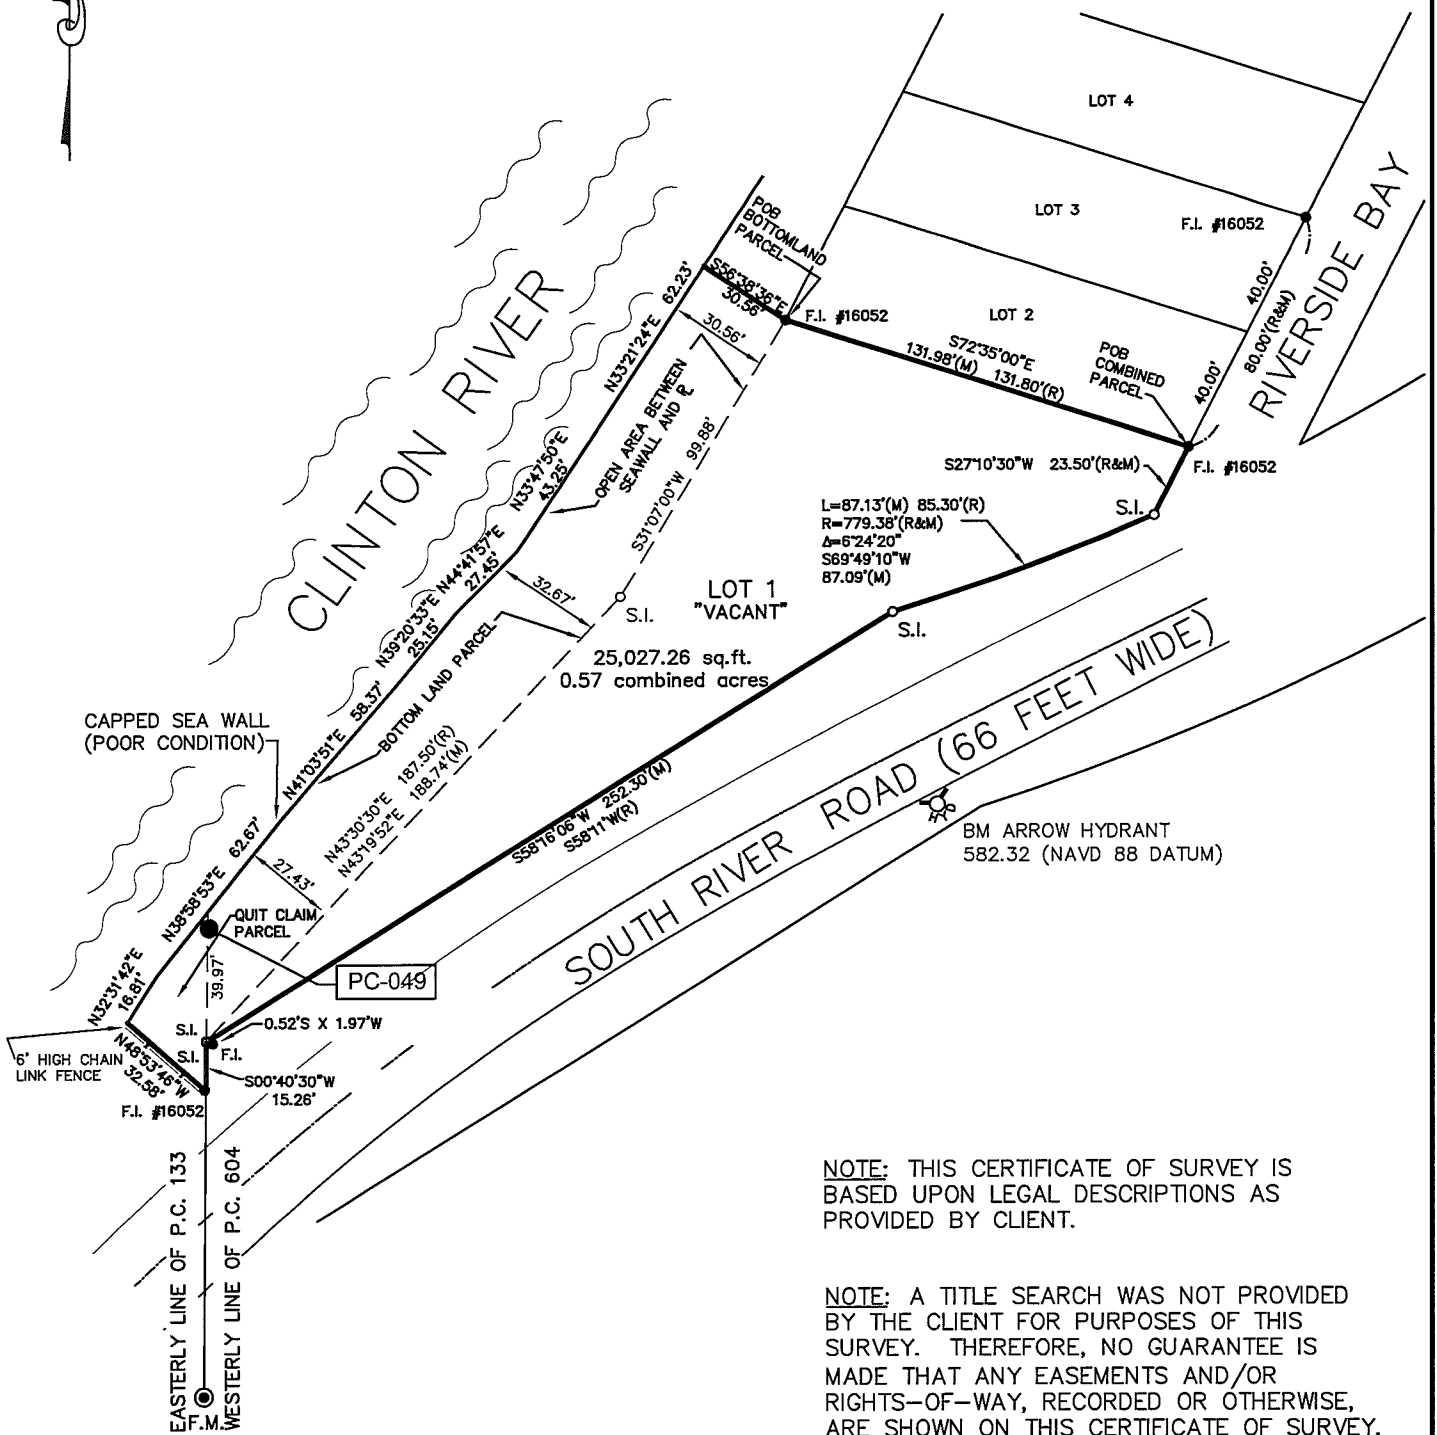 LOT 4
LOT 3
F.I. #16052
RIVERSIDE BAY
40.00'
80.00'(R&M)
40.00'
LOT 2
POB
BOTTOMLAND
PARCEL
S56°38'36"E
30.56'
30.56'
F.I. #16052
S72°35'00"E
131.98'(M) 131.80'(R)
POB
COMBINED
PARCEL
F.I. #16052
S27°10'30"W 23.50'(R&M)
S.I.
L=87.13'(M) 85.30'(R)
R=779.38'(R&M)
Δ=6°24'20"
S69°49'10"W
87.09'(M)
S.I.
CLINTON RIVER
N33°21'24"E 62.23'
OPEN AREA BETWEEN
SEAWALL AND ℞
S31°07'00"W 99.88'
N33°47'50"E
43.25'
N44°41'57"E
27.45'
N39°20'33"E
25.15'
32.67'
S.I.
LOT 1
"VACANT"
25,027.26 sq.ft.
0.57 combined acres
BOTTOM LAND PARCEL
N41°03'51"E 58.37'
CAPPED SEA WALL
(POOR CONDITION)
N43°30'30"E 187.50'(R)
N43°19'52"E 188.74'(M)
S58°16'06"W 252.30'(M)
S58°11'W(R)
SOUTH RIVER ROAD (66 FEET WIDE)
BM ARROW HYDRANT
582.32 (NAVD 88 DATUM)
N38°58'53"E 62.67'
27.43'
QUIT CLAIM
PARCEL
39.97'
PC-049
N32°31'42"E
16.81'
S.I.
S.I.
F.I.
0.52'S X 1.97'W
6' HIGH CHAIN
LINK FENCE
N48°53'46"W
32.58'
S00°40'30"W
15.26'
F.I. #16052
EASTERLY LINE OF P.C. 133
WESTERLY LINE OF P.C. 604
F.M.
NOTE: THIS CERTIFICATE OF SURVEY IS
BASED UPON LEGAL DESCRIPTIONS AS
PROVIDED BY CLIENT.
NOTE: A TITLE SEARCH WAS NOT PROVIDED
BY THE CLIENT FOR PURPOSES OF THIS
SURVEY. THEREFORE, NO GUARANTEE IS
MADE THAT ANY EASEMENTS AND/OR
RIGHTS-OF-WAY, RECORDED OR OTHERWISE,
ARE SHOWN ON THIS CERTIFICATE OF SURVEY.